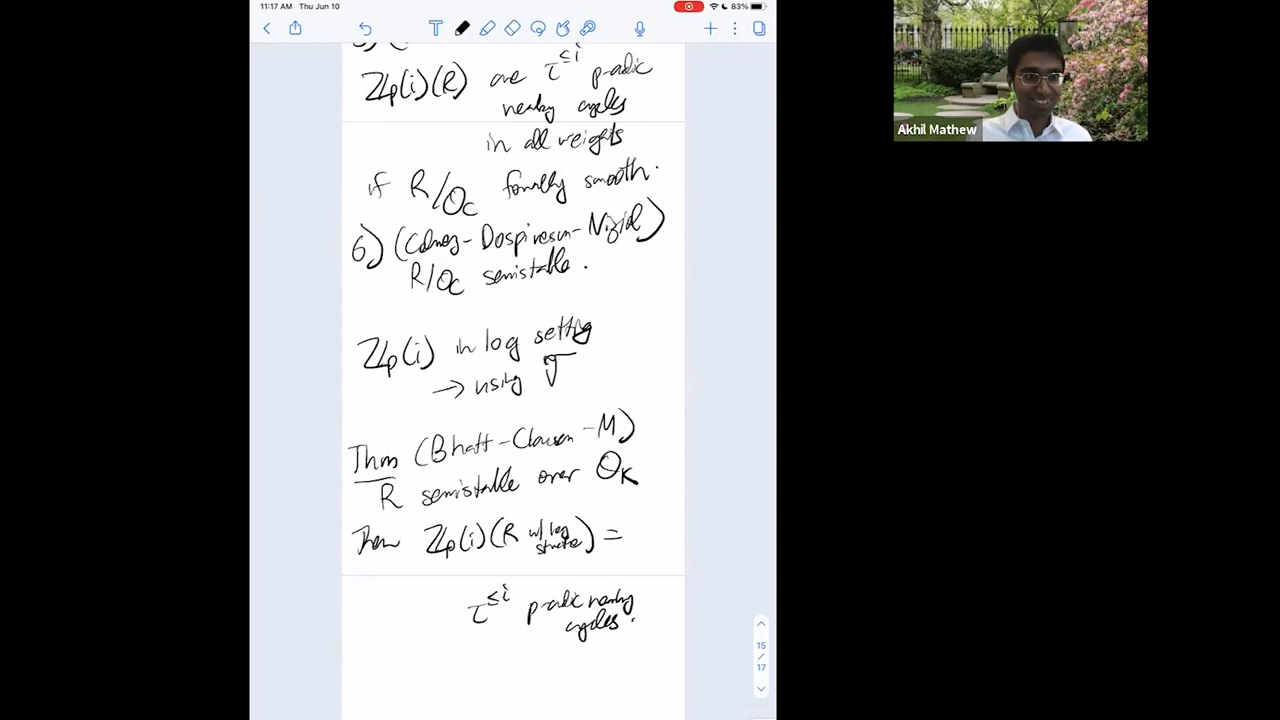 11:17 AM Thu Jun 10
83%
ℤp(i)(R) are τ^≤i p-adic
nearby cycles
in all weights
if R/O_C formally smooth.
6) (Colmez-Dospinescu-Nizioł)
R/O_C semistable.
ℤp(i) in log setting
→ using
Thm (Bhatt-Clausen-M)
R semistable over O_K
Then ℤp(i)(R w/ log structure) =
τ^≤i p-adic nearby
cycles.
15
/
17
Akhil Mathew